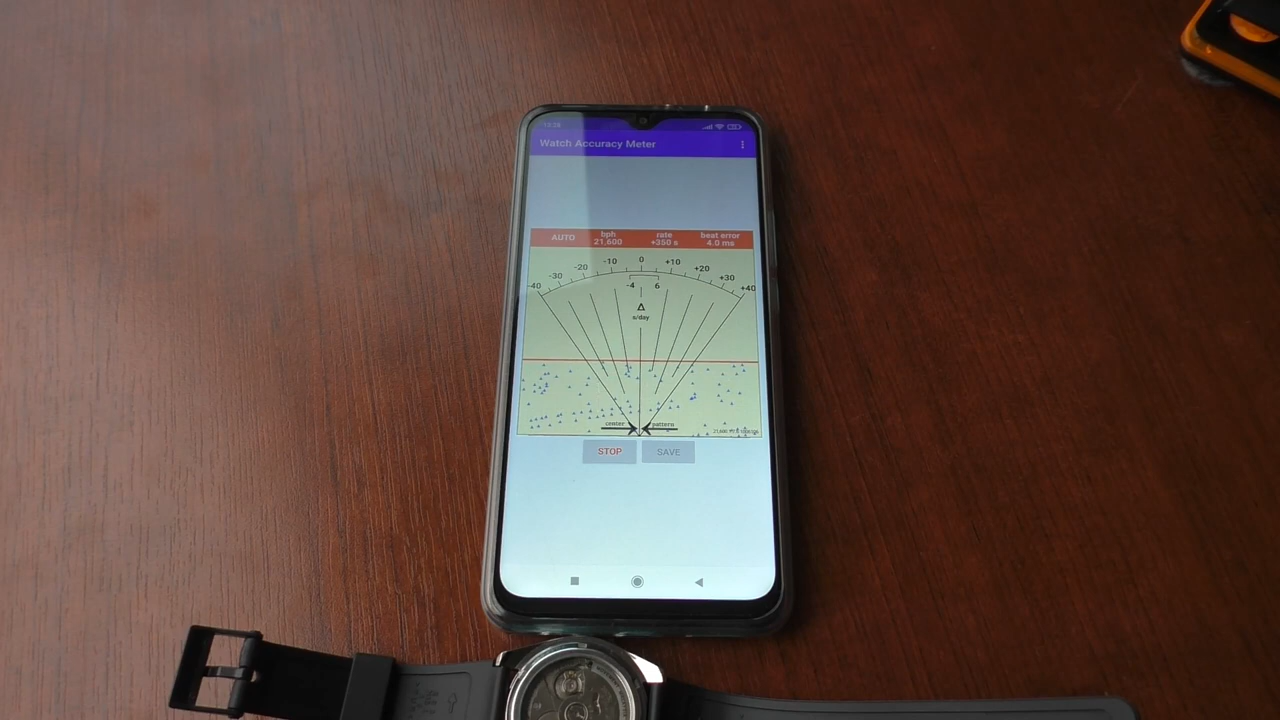 Watch Accuracy Meter
AUTO bph rate beat error
21,600 +350 s 4.0 ms
-40 -30 -20 -10 0 +10 +20 +30 +40
-4 6
Δ
s/day
center pattern
STOP SAVE